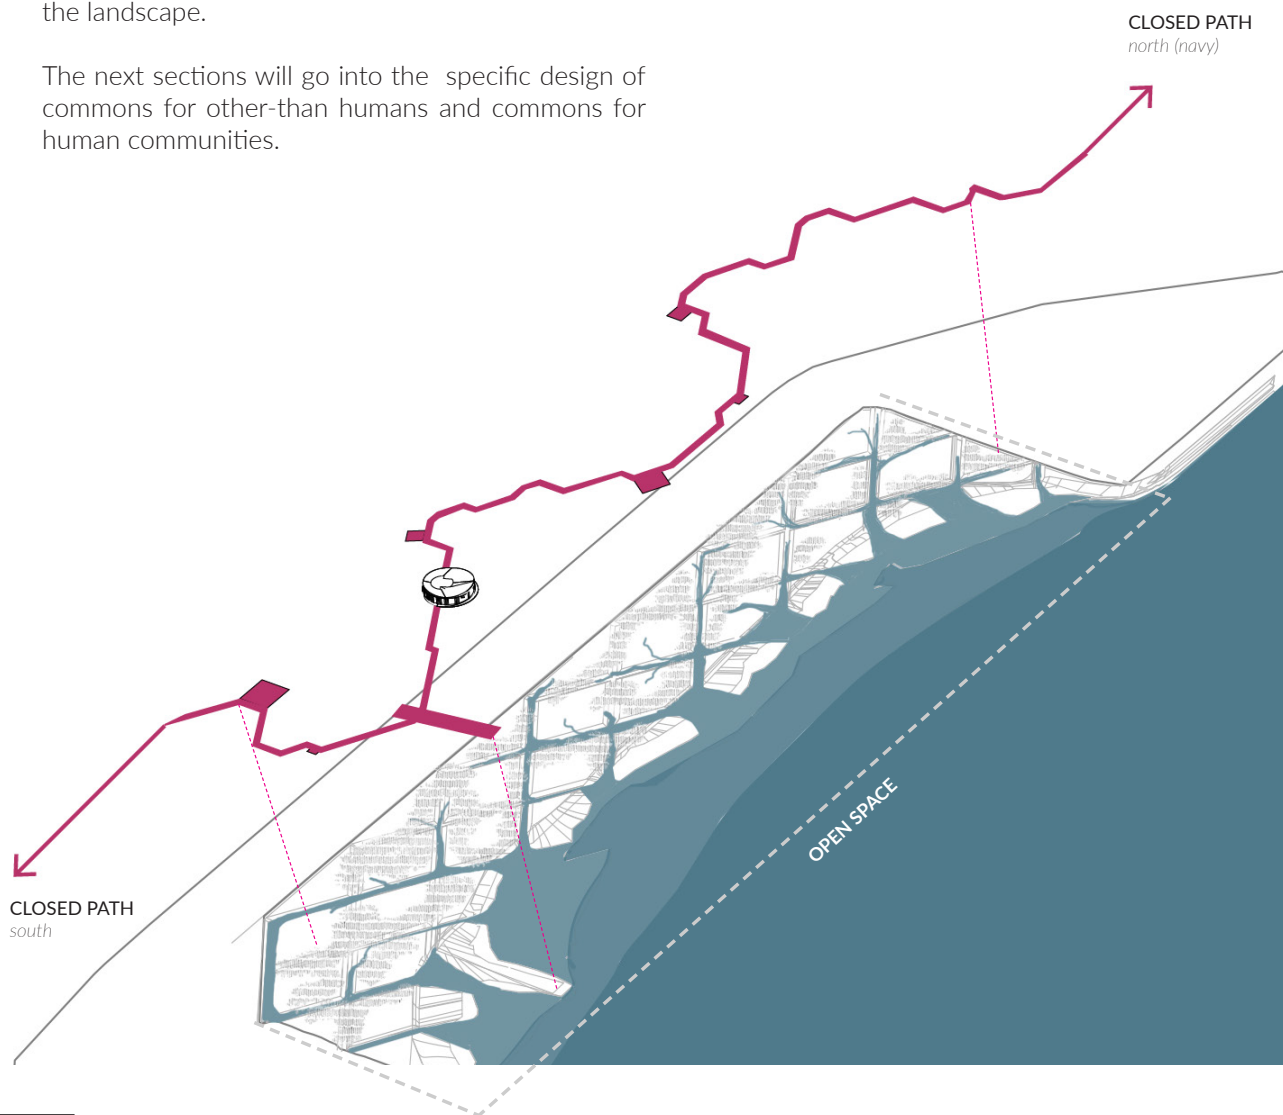 the landscape.
The next sections will go into the specific design of
commons for other-than humans and commons for
human communities.
CLOSED PATH
north (navy)
OPEN SPACE
CLOSED PATH
south